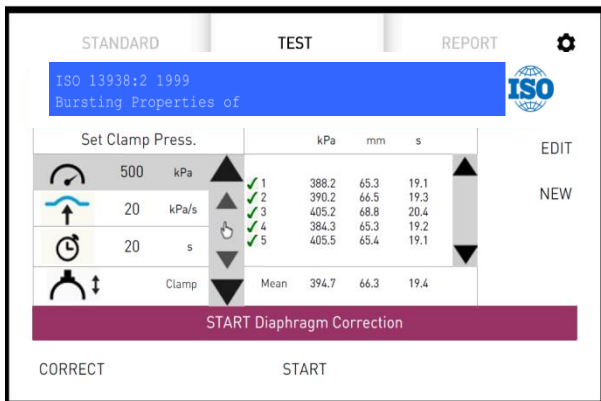 STANDARD TEST REPORT
ISO 13938:2 1999
Bursting Properties of
ISO
Set Clamp Press. kPa mm s
EDIT
500 kPa
NEW
20 kPa/s
20 s
Clamp
1 388.2 65.3 19.1
2 390.2 66.5 19.3
3 405.2 68.8 20.4
4 384.3 65.3 19.2
5 405.5 65.4 19.1
Mean 394.7 66.3 19.4
START Diaphragm Correction
CORRECT START